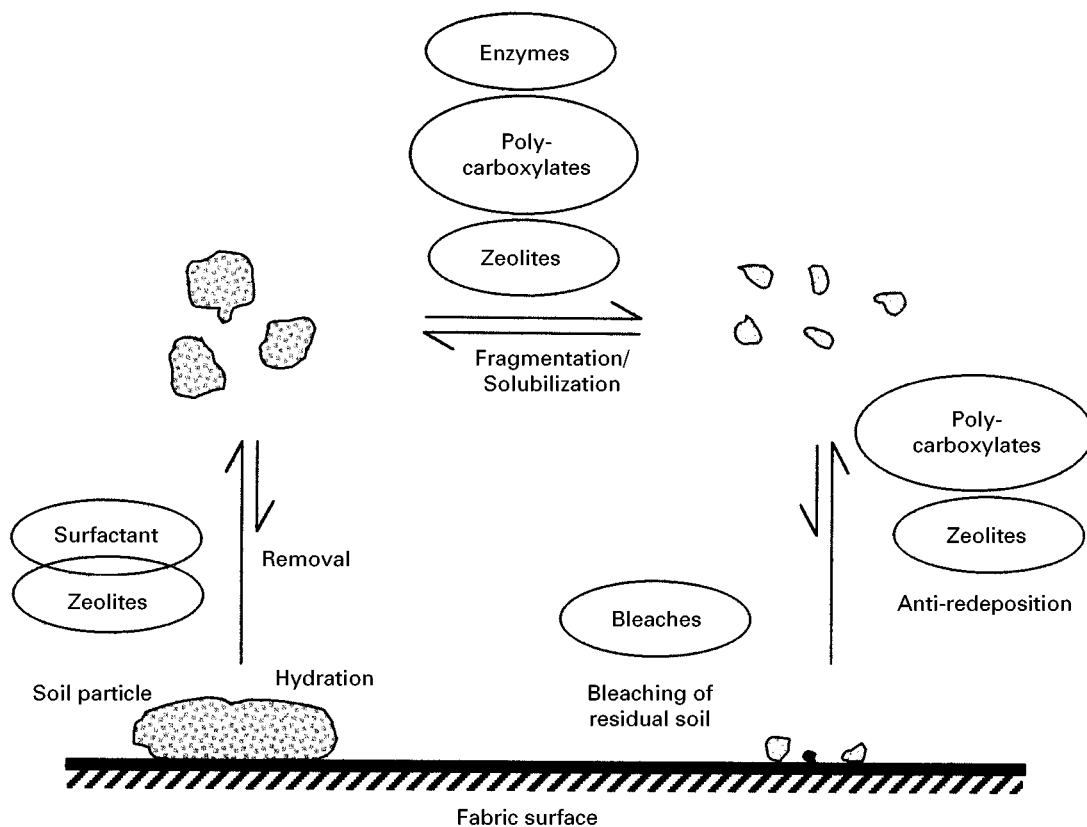 Enzymes
Poly-
carboxylates
Zeolites
Fragmentation/
Solubilization
Poly-
carboxylates
Surfactant
Zeolites
Removal
Zeolites
Bleaches
Anti-redeposition
Soil particle
Hydration
Bleaching of
residual soil
Fabric surface